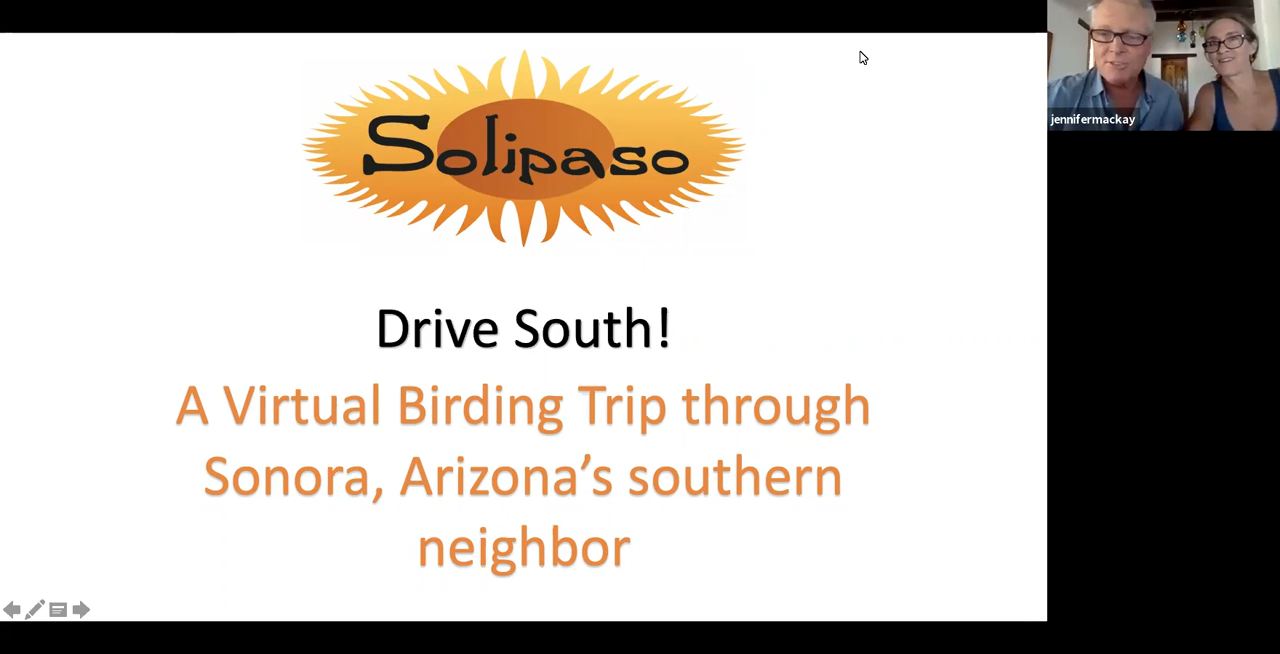 Solipaso
jennifermackay
Drive South!
A Virtual Birding Trip through
Sonora, Arizona’s southern
neighbor